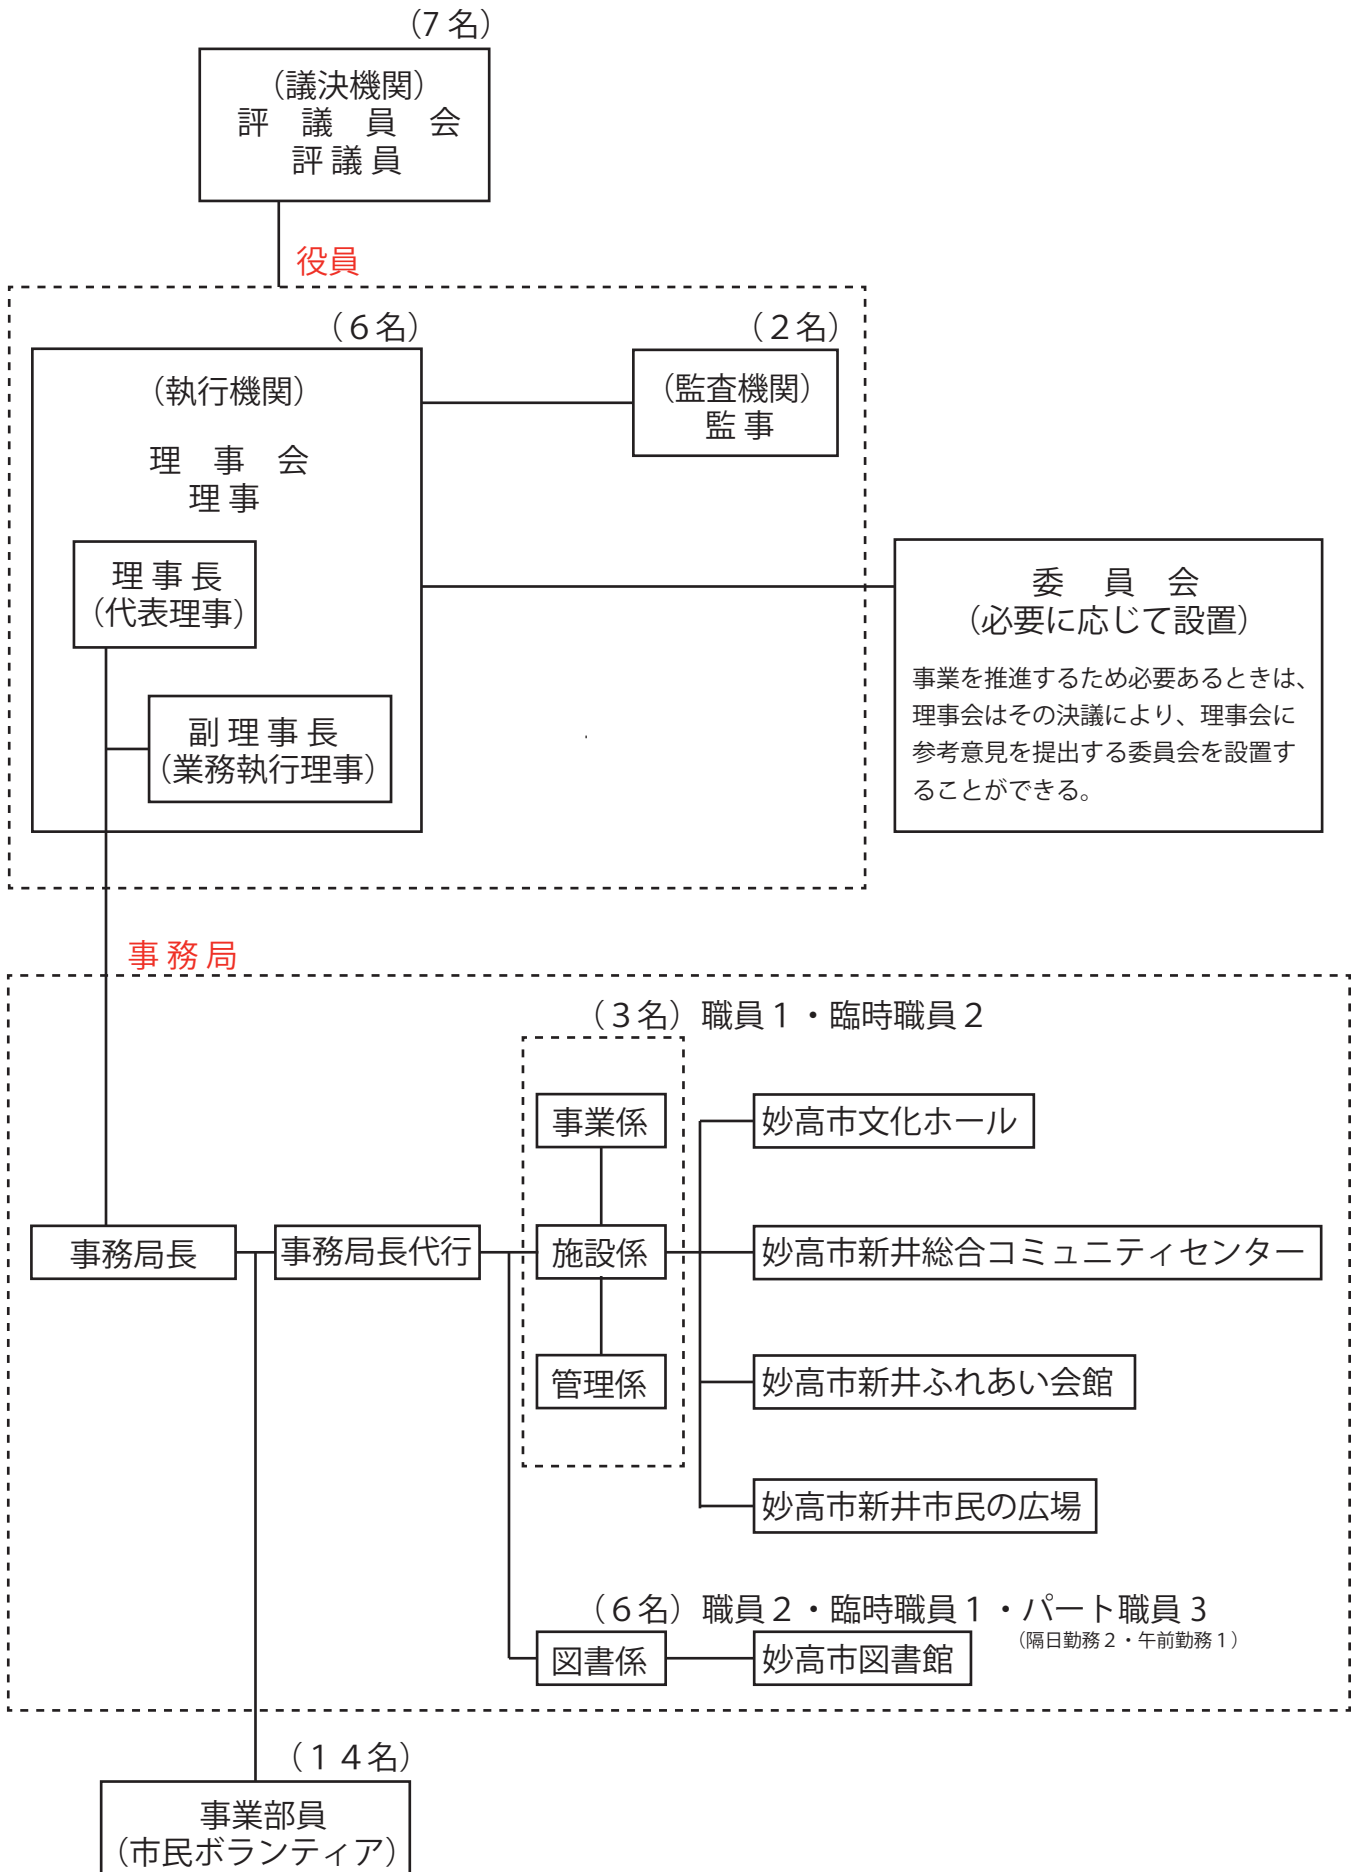 （7 名）
（議決機関）
評　議　員　会
評 議 員
役員
（６名）
（２名）
（執行機関）
（監査機関）
監 事
理　事　会
理 事
理 事 長
（代表理事）
副 理 事 長
（業務執行理事）
委　員　会
（必要に応じて設置）
事業を推進するため必要あるときは、
理事会はその決議により、理事会に
参考意見を提出する委員会を設置す
ることができる。
事 務 局
（３名）職員１・臨時職員２
事業係
妙高市文化ホール
事務局長
事務局長代行
施設係
妙高市新井総合コミュニティセンター
管理係
妙高市新井ふれあい会館
妙高市新井市民の広場
（６名）職員２・臨時職員１・パート職員 3
（隔日勤務２・午前勤務１）
図書係
妙高市図書館
（１４名）
事業部員
（市民ボランティア）